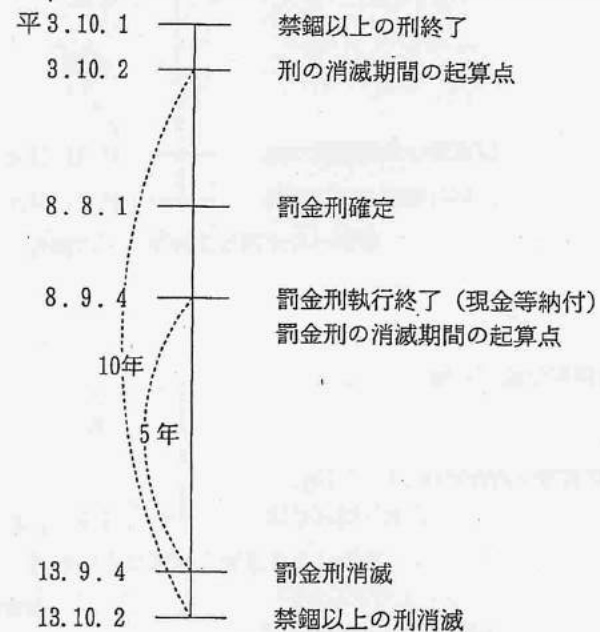 平3.10.1 禁錮以上の刑終了
3.10.2 刑の消滅期間の起算点
8.8.1 罰金刑確定
8.9.4 罰金刑執行終了（現金等納付）
罰金刑の消滅期間の起算点
10年
5年
13.9.4 罰金刑消滅
13.10.2 禁錮以上の刑消滅